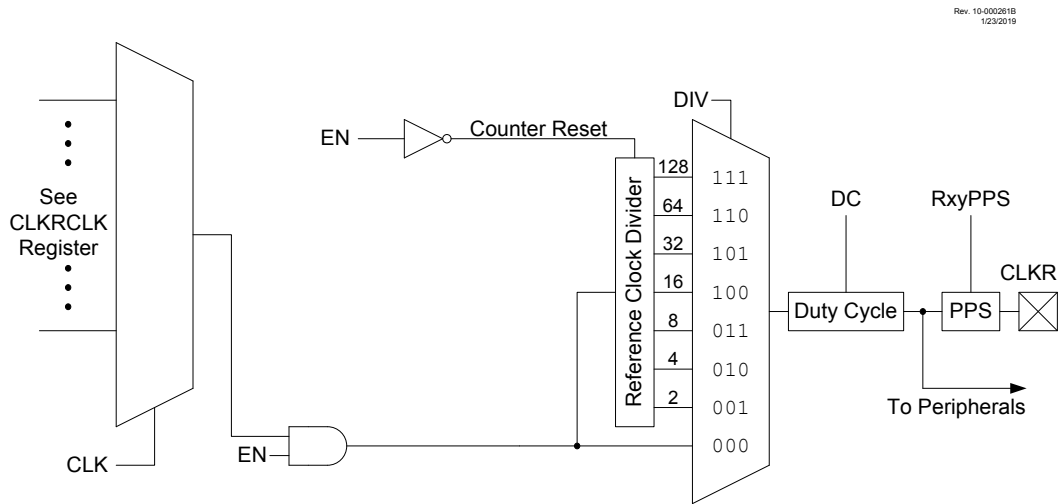 Rev. 10-000261B
1/23/2019
DIV
EN
Counter Reset
See
CLKRCLK
Register
Reference Clock Divider
128
111
64
110
32
101
16
100
8
011
4
010
2
001
000
DC
RxyPPS
CLKR
Duty Cycle
PPS
To Peripherals
EN
CLK